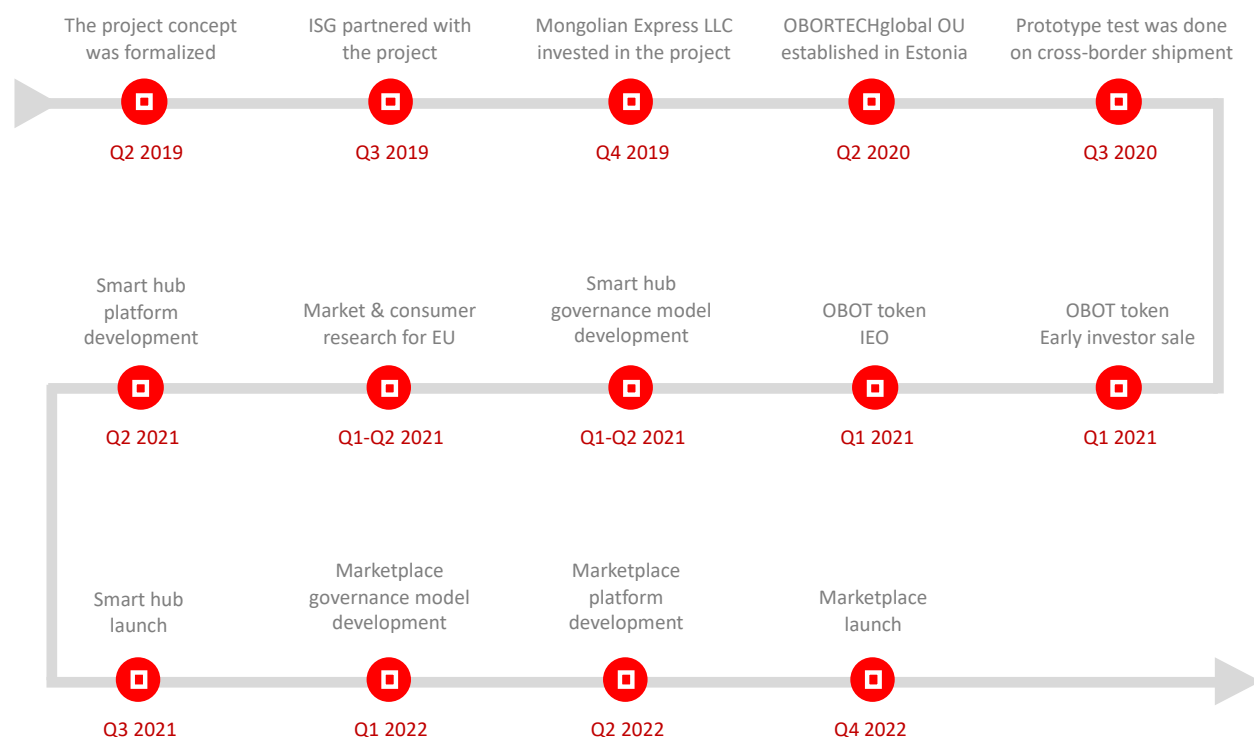 The project concept
was formalized
Q2 2019
ISG partnered with
the project
Q3 2019
Mongolian Express LLC
invested in the project
Q4 2019
OBORTECHglobal OU
established in Estonia
Q2 2020
Prototype test was done
on cross-border shipment
Q3 2020
Smart hub
platform
development
Q2 2021
Market & consumer
research for EU
Q1-Q2 2021
Smart hub
governance model
development
Q1-Q2 2021
OBOT token
IEO
Q1 2021
OBOT token
Early investor sale
Q1 2021
Smart hub
launch
Q3 2021
Marketplace
governance model
development
Q1 2022
Marketplace
platform
development
Q2 2022
Marketplace
launch
Q4 2022